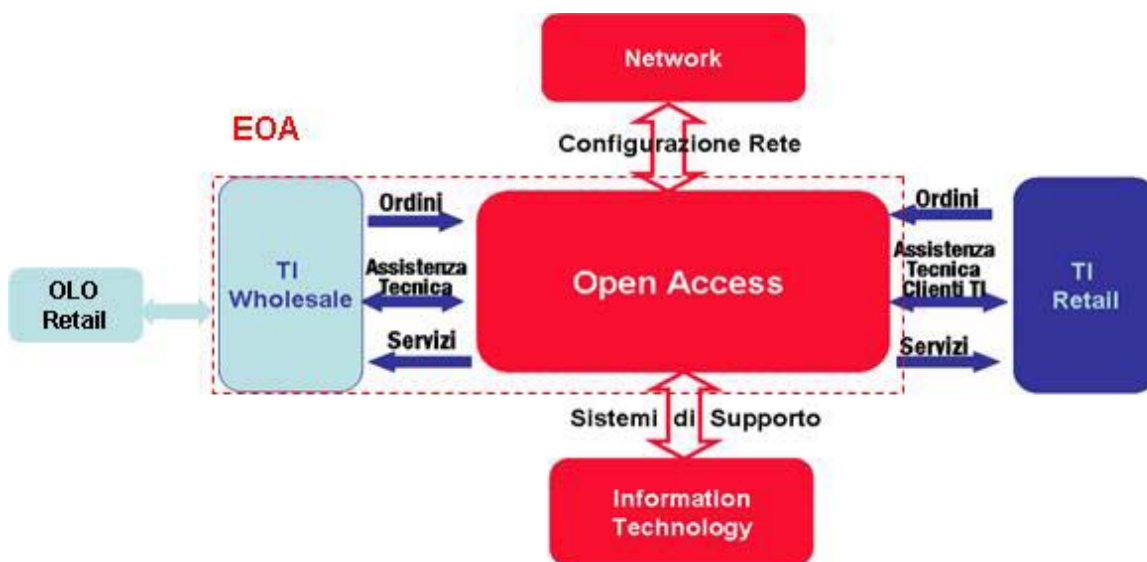 Network
EOA
Configurazione Rete
Ordini
Ordini
TI
Wholesale
Assistenza
Tecnica
Open Access
Assistenza
Tecnica
Clienti TI
TI
Retail
OLO
Retail
Servizi
Servizi
Sistemi di Supporto
Information
Technology